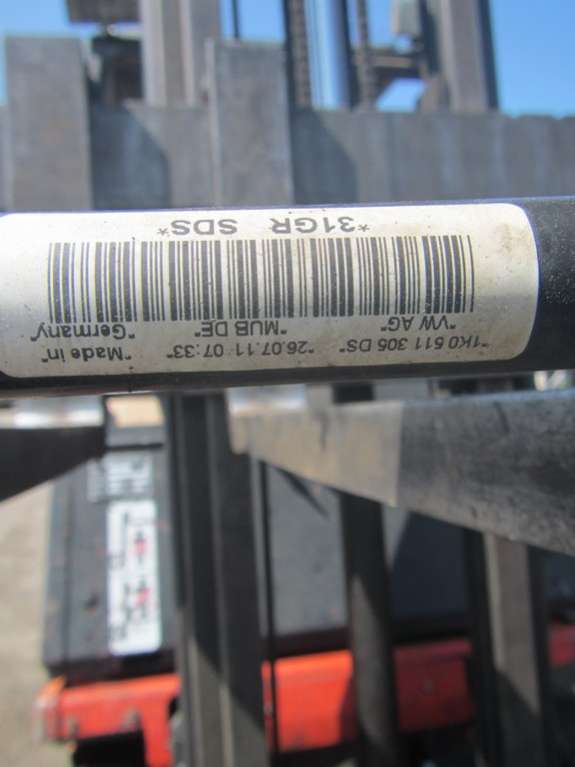 "1K0 511 305 DS" "26.07.11 07:33" "Made in"
"VW AG" "MUB DE" "Germany"
*31GR SDS*